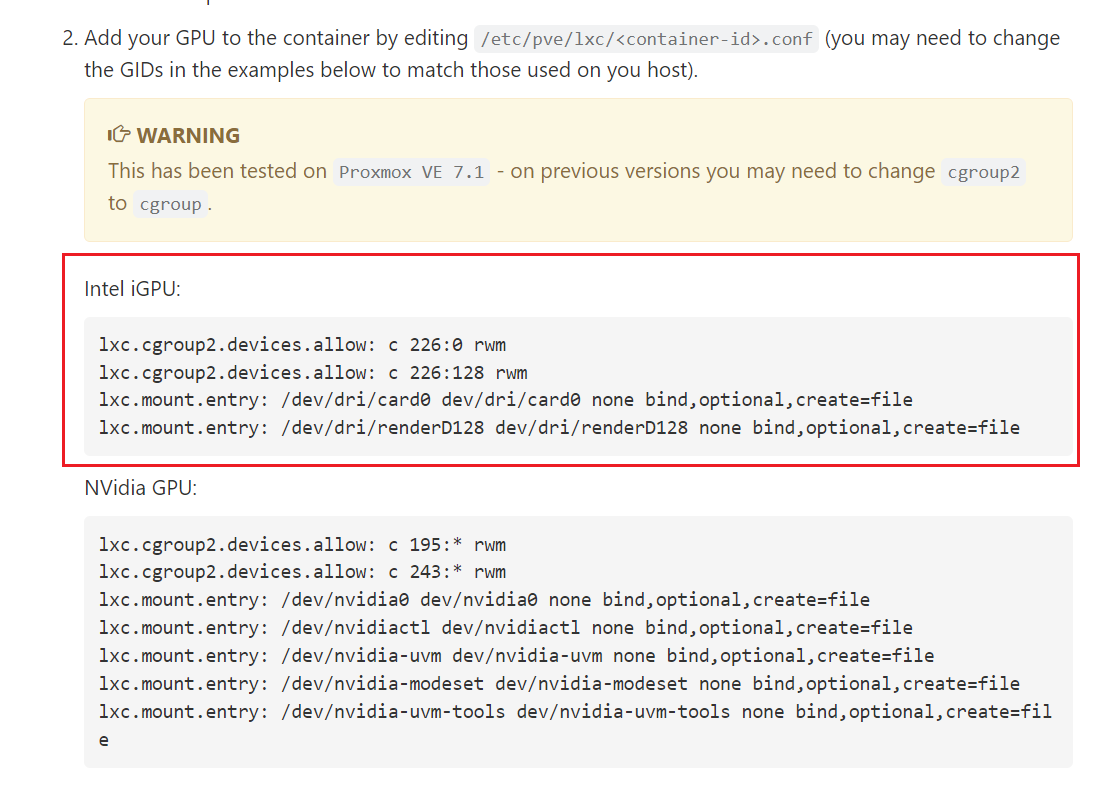 2. Add your GPU to the container by editing /etc/pve/lxc/<container-id>.conf (you may need to change
the GIDs in the examples below to match those used on you host).
WARNING
This has been tested on Proxmox VE 7.1 - on previous versions you may need to change cgroup2
to cgroup.
Intel iGPU:
lxc.cgroup2.devices.allow: c 226:0 rwm
lxc.cgroup2.devices.allow: c 226:128 rwm
lxc.mount.entry: /dev/dri/card0 dev/dri/card0 none bind,optional,create=file
lxc.mount.entry: /dev/dri/renderD128 dev/dri/renderD128 none bind,optional,create=file
NVidia GPU:
lxc.cgroup2.devices.allow: c 195:* rwm
lxc.cgroup2.devices.allow: c 243:* rwm
lxc.mount.entry: /dev/nvidia0 dev/nvidia0 none bind,optional,create=file
lxc.mount.entry: /dev/nvidiactl dev/nvidiactl none bind,optional,create=file
lxc.mount.entry: /dev/nvidia-uvm dev/nvidia-uvm none bind,optional,create=file
lxc.mount.entry: /dev/nvidia-modeset dev/nvidia-modeset none bind,optional,create=file
lxc.mount.entry: /dev/nvidia-uvm-tools dev/nvidia-uvm-tools none bind,optional,create=fil
e